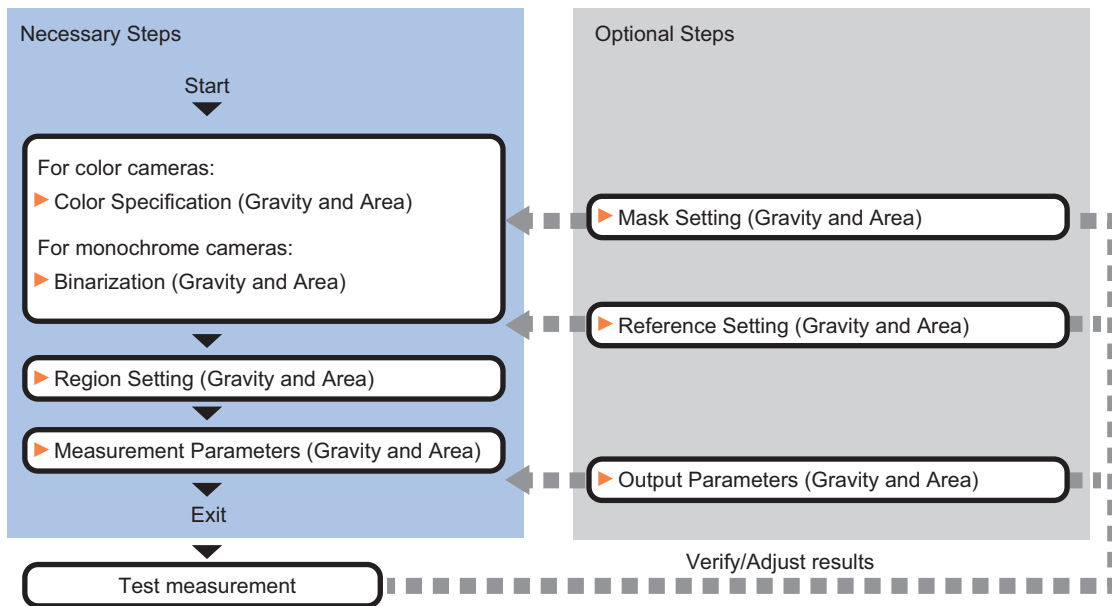 Necessary Steps
Start
For color cameras:
Color Specification (Gravity and Area)
For monochrome cameras:
Binarization (Gravity and Area)
Region Setting (Gravity and Area)
Measurement Parameters (Gravity and Area)
Exit
Test measurement
Optional Steps
Mask Setting (Gravity and Area)
Reference Setting (Gravity and Area)
Output Parameters (Gravity and Area)
Verify/Adjust results